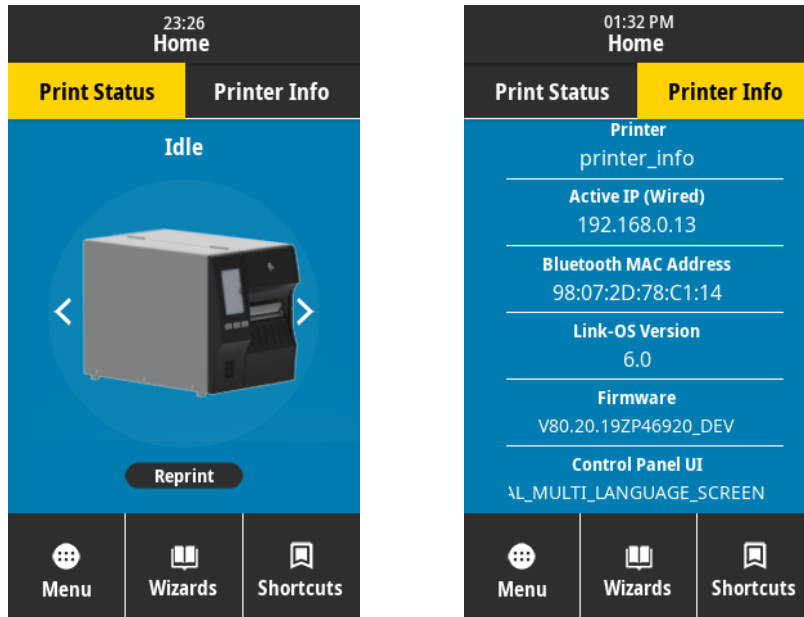 23:26
Home
Print Status
Printer Info
Idle
Reprint
Menu
Wizards
Shortcuts
01:32 PM
Home
Print Status
Printer Info
Printer
printer_info
Active IP (Wired)
192.168.0.13
Bluetooth MAC Address
98:07:2D:78:C1:14
Link-OS Version
6.0
Firmware
V80.20.19ZP46920_DEV
Control Panel UI
AL_MULTI_LANGUAGE_SCREEN
Menu
Wizards
Shortcuts